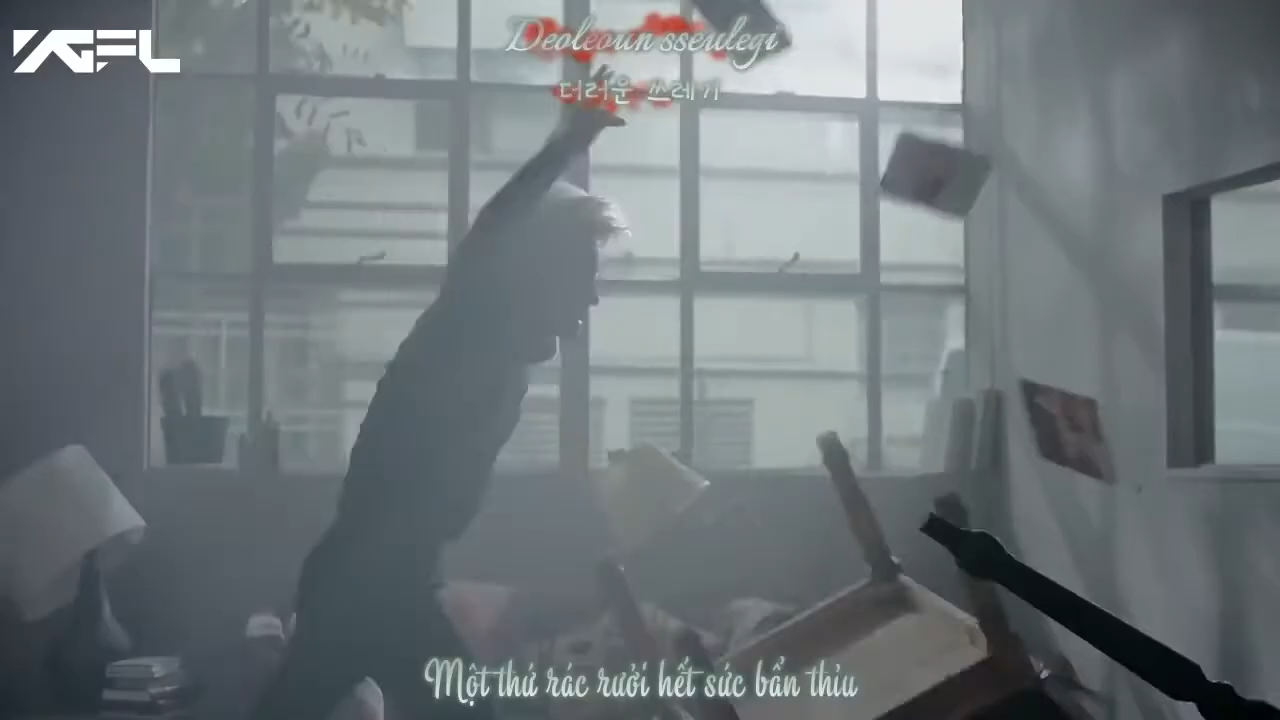 YGFL
Deoleoun sseulegi
더러운 쓰레기
Một thứ rác rưởi hết sức bẩn thỉu